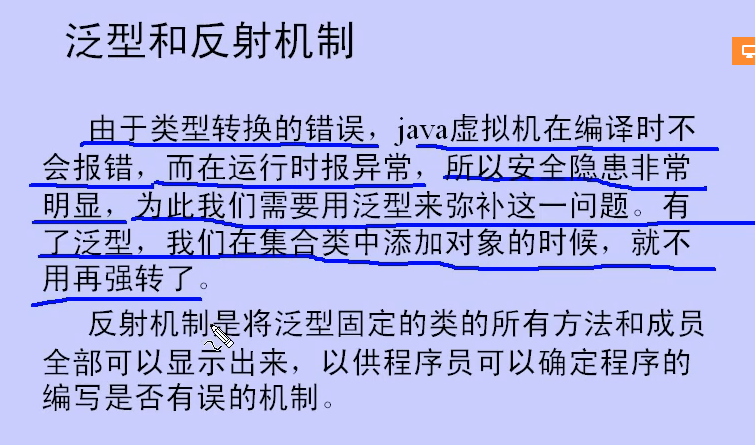 泛型和反射机制
由于类型转换的错误，java虚拟机在编译时不
会报错，而在运行时报异常，所以安全隐患非常
明显，为此我们需要用泛型来弥补这一问题。有
了泛型，我们在集合类中添加对象的时候，就不
用再强转了。
反射机制是将泛型固定的类的所有方法和成员
全部可以显示出来，以供程序员可以确定程序的
编写是否有误的机制。